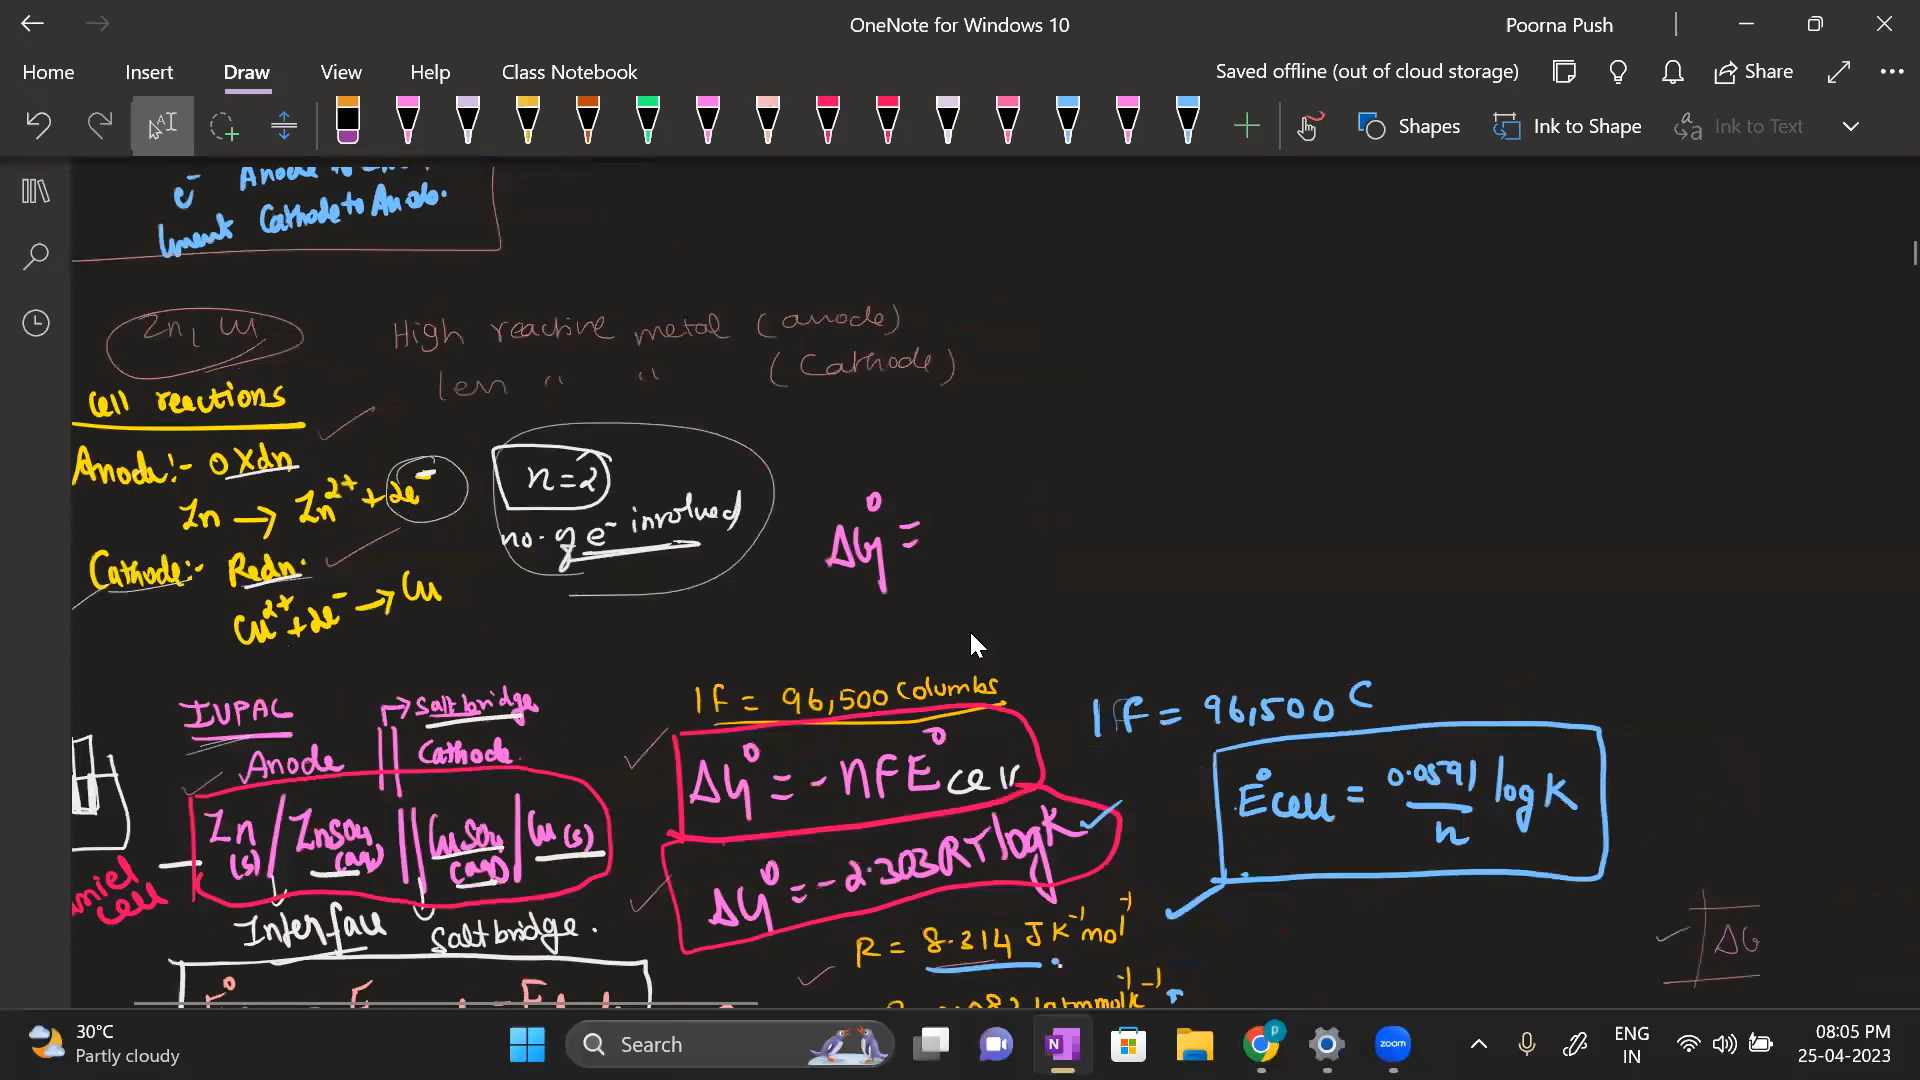 OneNote for Windows 10
Poorna Push
Home Insert Draw View Help Class Notebook
Saved offline (out of cloud storage)
Share
Shapes
Ink to Shape
Ink to Text
e⁻ Anode to
Cathode to Anode.
Zn, Cu
High reactive metal (anode)
less " " (Cathode)
Cell reactions
Anode:- Oxdn
Zn → Zn²⁺ + 2e⁻
Cathode:- Redn.
Cu²⁺ + 2e⁻ → Cu
n = 2
no. of e⁻ involved
ΔG° =
IUPAC
Salt bridge
Anode || Cathode.
Zn(s) / ZnSO₄(aq) || CuSO₄(aq) | Cu(s)
cell
Interface
Salt bridge.
1F = 96,500 Columbs
ΔG° = - nFE°cell
ΔG° = -2.303RT log K
R = 8.314 J K⁻¹ mol⁻¹
1F = 96,500 C
E°cell = 0.0591/n log K
ΔG
30°C
Partly cloudy
Search
zoom
ENG
IN
08:05 PM
25-04-2023